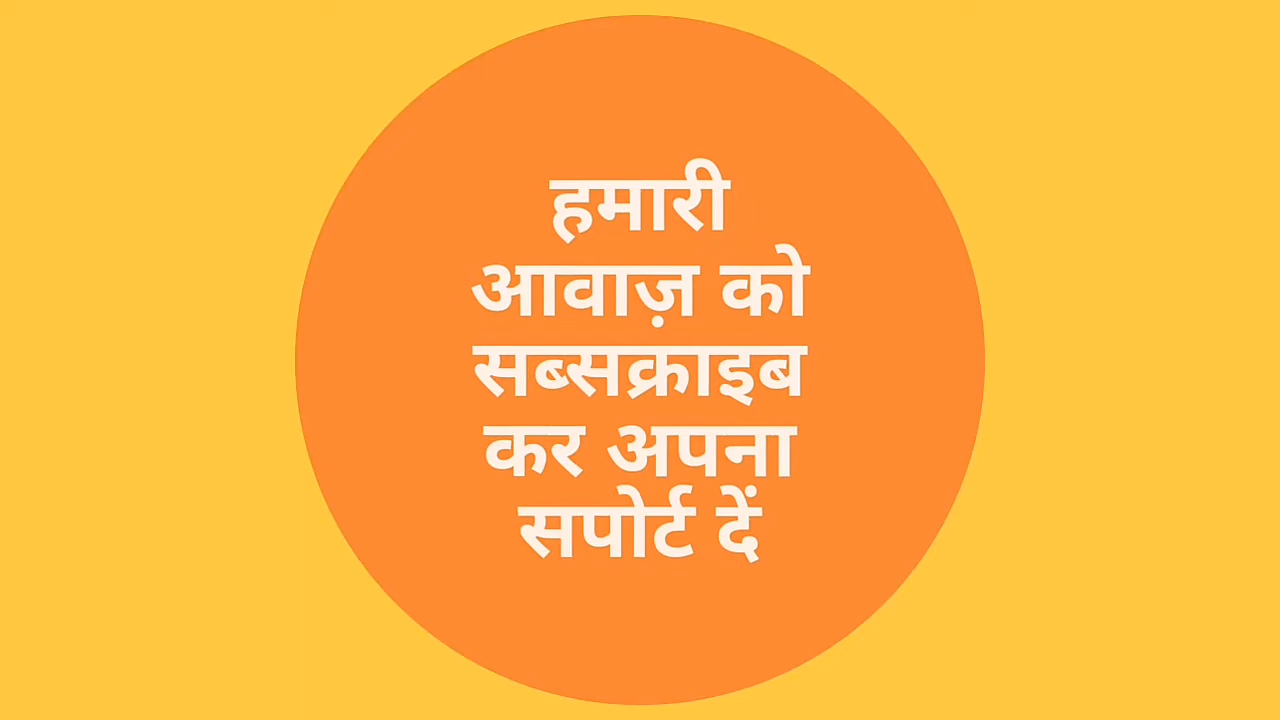 हमारी
आवाज़ को
सब्सक्राइब
कर अपना
सपोर्ट दें